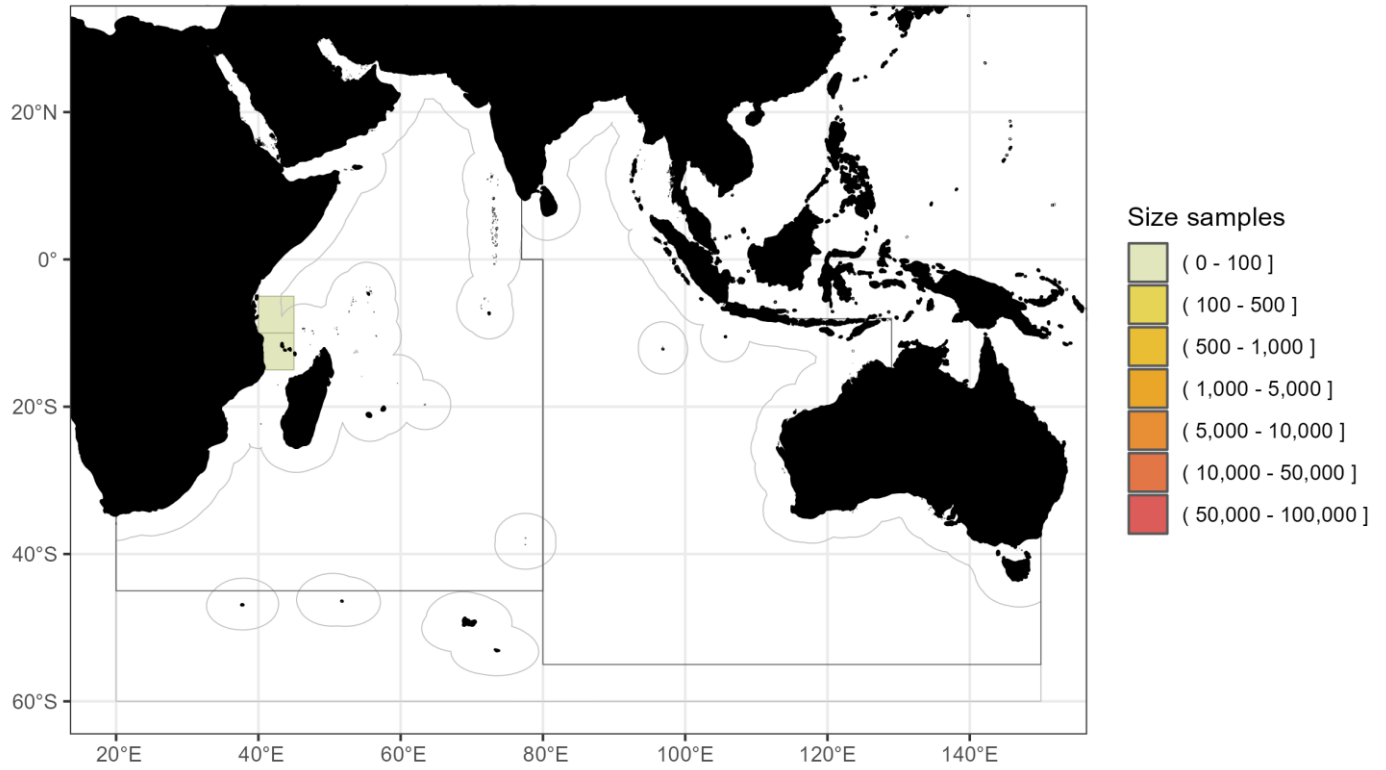 20°N
0°
20°S
40°S
60°S
20°E
40°E
60°E
80°E
100°E
120°E
140°E
Size samples
( 0 - 100 ]
( 100 - 500 ]
( 500 - 1,000 ]
( 1,000 - 5,000 ]
( 5,000 - 10,000 ]
( 10,000 - 50,000 ]
( 50,000 - 100,000 ]